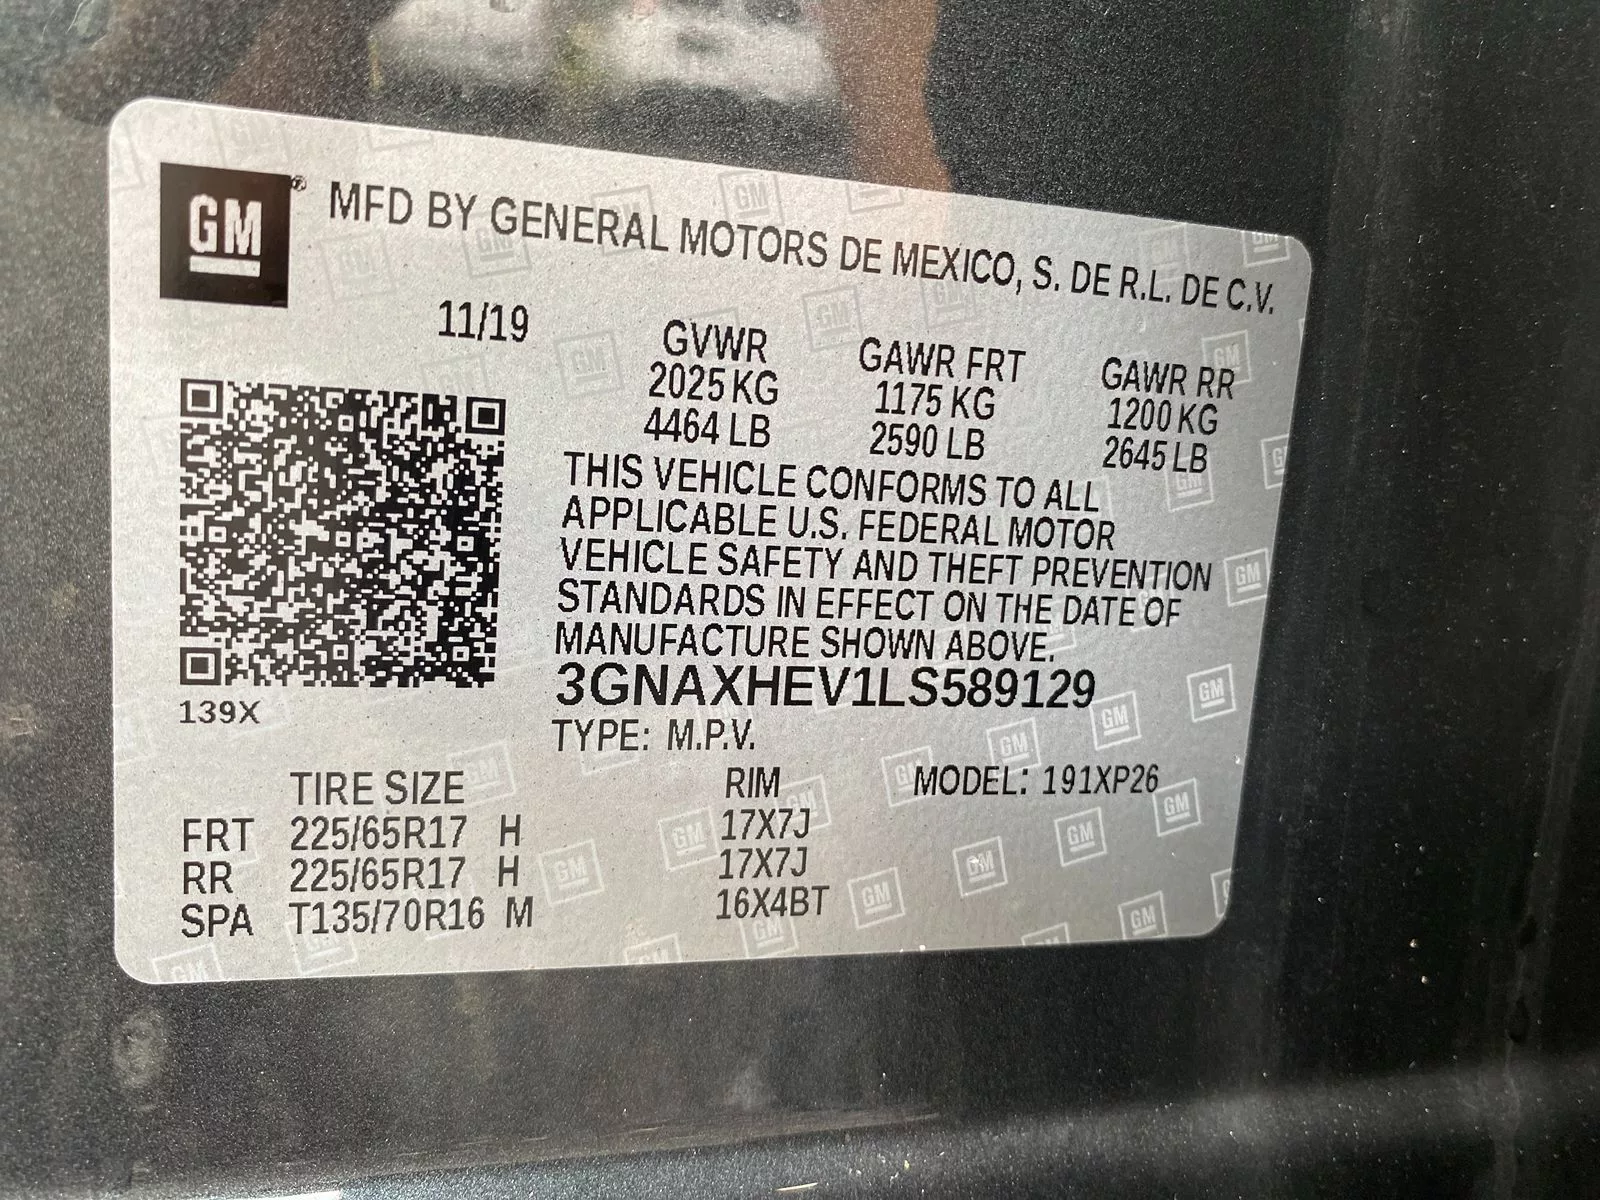 GM® MFD BY GENERAL MOTORS DE MEXICO, S. DE R.L. DE C.V.
11/19
GVWR GAWR FRT GAWR RR
2025 KG 1175 KG 1200 KG
4464 LB 2590 LB 2645 LB
THIS VEHICLE CONFORMS TO ALL
APPLICABLE U.S. FEDERAL MOTOR
VEHICLE SAFETY AND THEFT PREVENTION
STANDARDS IN EFFECT ON THE DATE OF
MANUFACTURE SHOWN ABOVE.
3GNAXHEV1LS589129
139X
TYPE: M.P.V.
TIRE SIZE RIM MODEL: 191XP26
FRT 225/65R17 H 17X7J
RR 225/65R17 H 17X7J
SPA T135/70R16 M 16X4BT